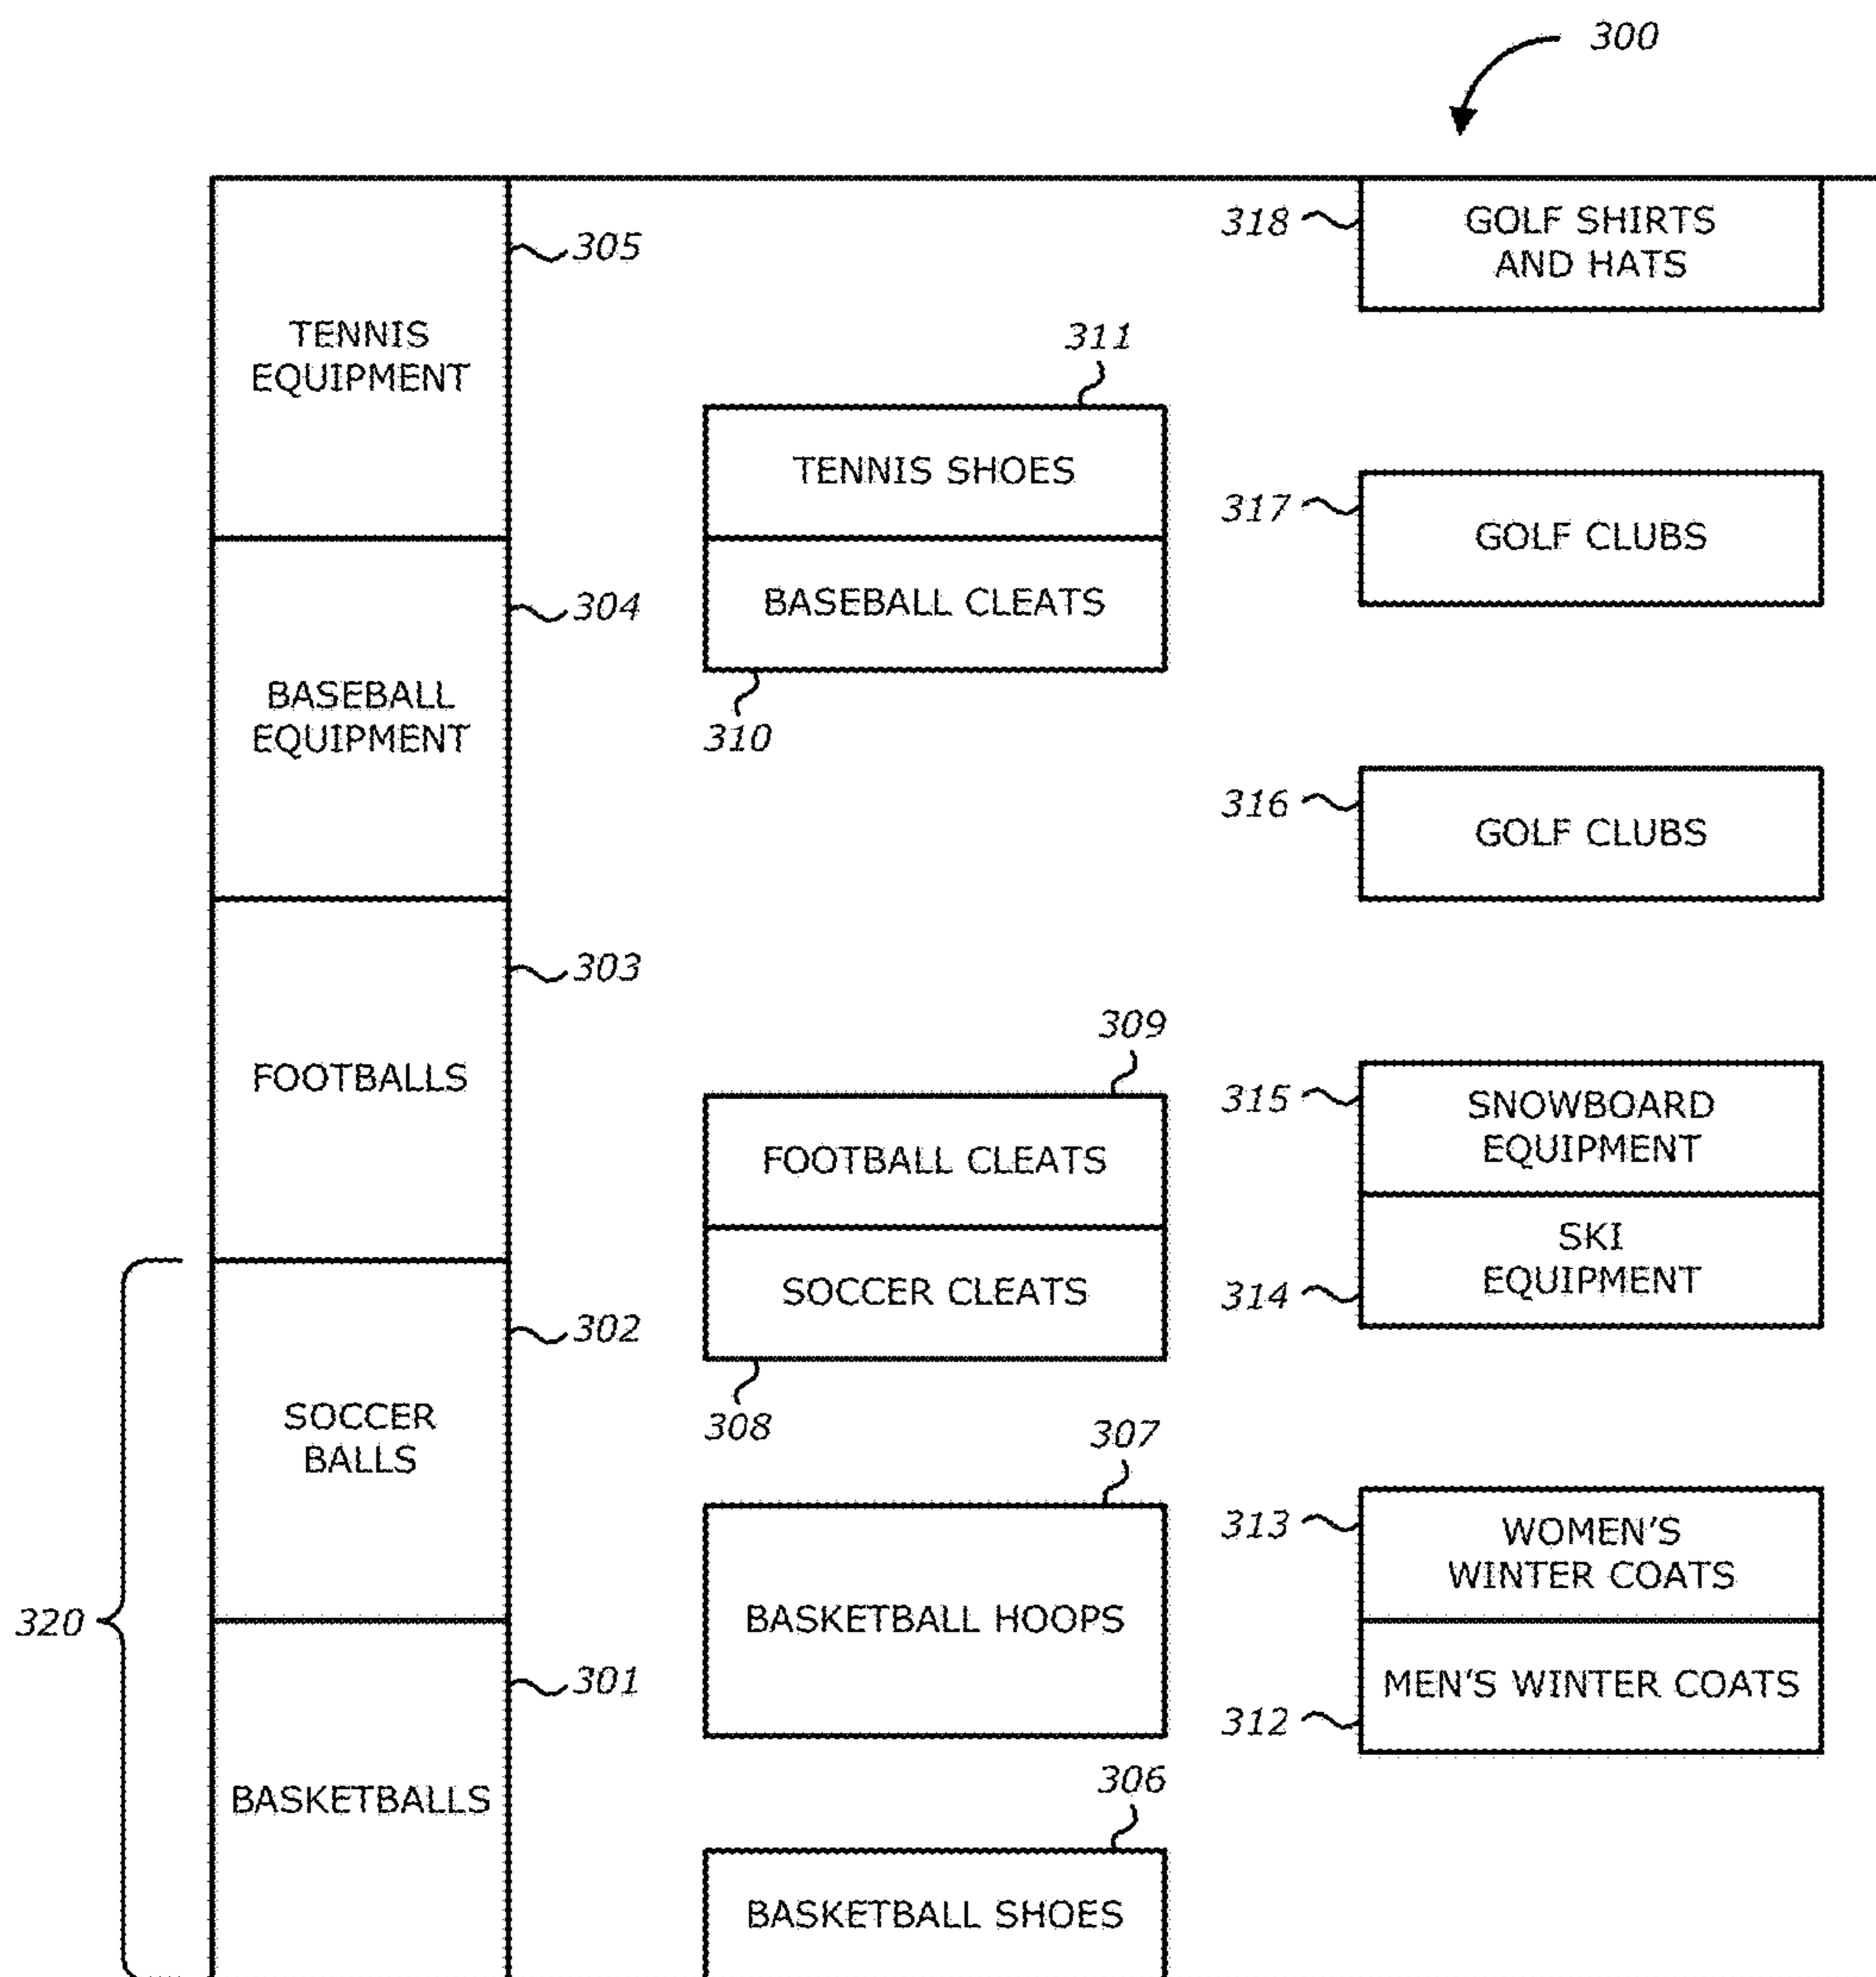 300
305
TENNIS
EQUIPMENT
304
BASEBALL
EQUIPMENT
303
FOOTBALLS
302
SOCCER
BALLS
320
301
BASKETBALLS
311
TENNIS SHOES
BASEBALL CLEATS
310
309
FOOTBALL CLEATS
SOCCER CLEATS
308
307
BASKETBALL HOOPS
306
BASKETBALL SHOES
318
GOLF SHIRTS
AND HATS
317
GOLF CLUBS
316
GOLF CLUBS
315
SNOWBOARD
EQUIPMENT
SKI
EQUIPMENT
314
313
WOMEN'S
WINTER COATS
MEN'S WINTER COATS
312